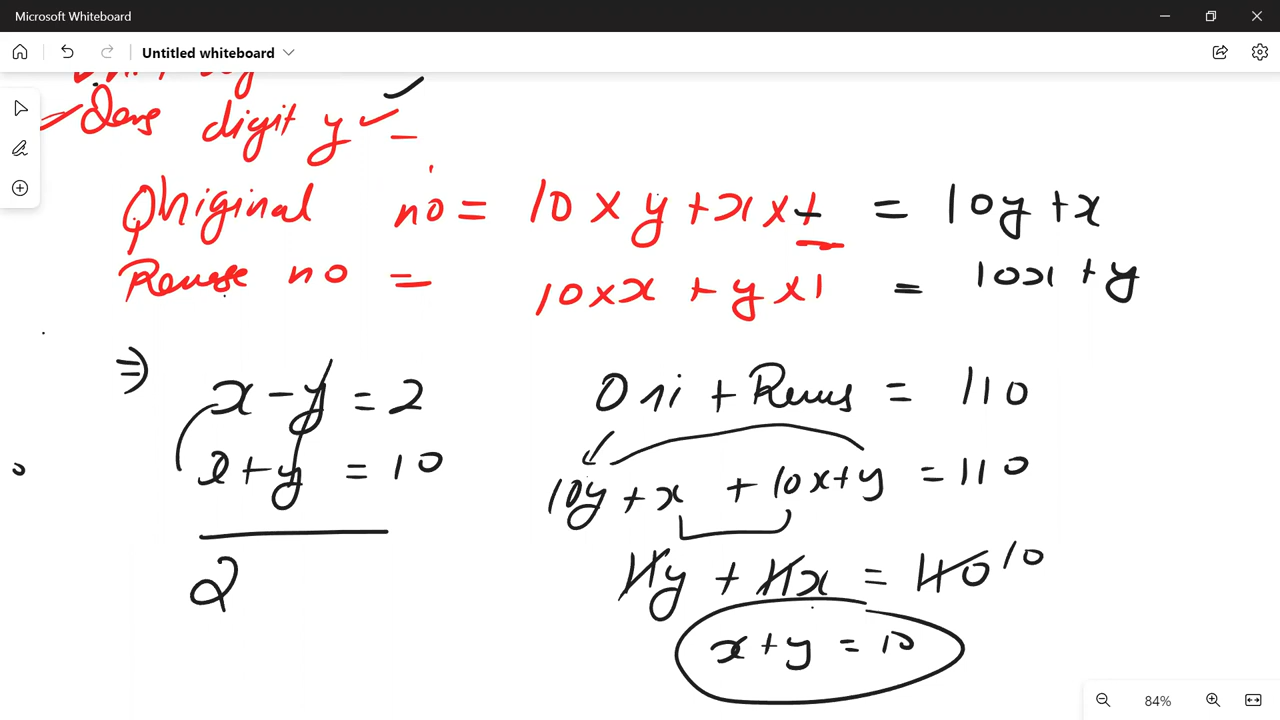 Microsoft Whiteboard
Untitled whiteboard
Tens digit y
Original no = 10 x y + x x 1 = 10y + x
Reverse no = 10 x x + y x 1 = 10x + y
⇒ x - y = 2
x + y = 10
2
Ori + Revers = 110
10y + x + 10x + y = 110
11y + 11x = 110 10
x + y = 10
84%